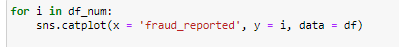 for i in df_num:
    sns.catplot(x = 'fraud_reported', y = i, data = df)